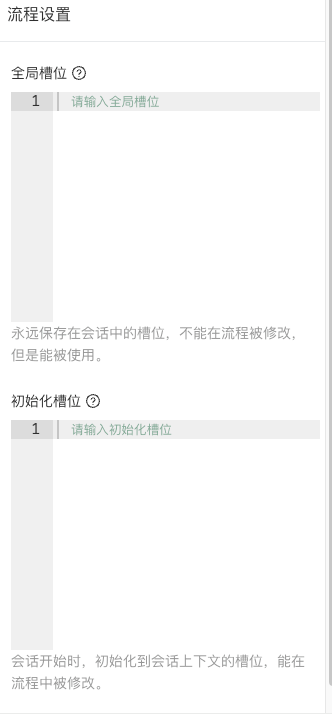 流程设置
全局槽位 ?
1 请输入全局槽位
永远保存在会话中的槽位，不能在流程被修改，
但是能被使用。
初始化槽位 ?
1 请输入初始化槽位
会话开始时，初始化到会话上下文的槽位，能在
流程中被修改。